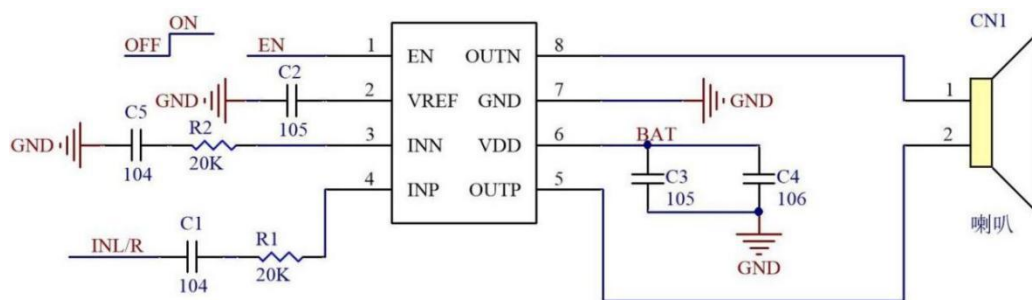 ON
OFF
EN
1
EN
OUTN
8
CN1
C2
GND
105
2
VREF
GND
7
GND
1
C5
R2
GND
104
20K
3
INN
VDD
6
BAT
2
4
INP
OUTP
5
C3
105
C4
106
C1
R1
INL/R
104
20K
GND
喇叭